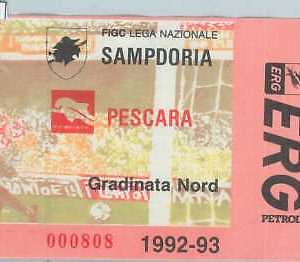 FIGC LEGA NAZIONALE
SAMPDORIA
PESCARA
Gradinata Nord
000808
1992-93
ERG
ERG
PETROL